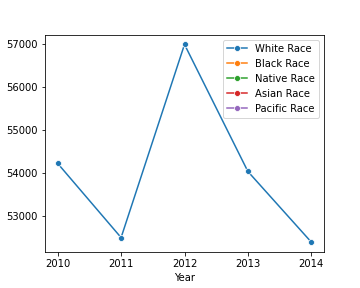 57000
56000
55000
54000
53000
2010 2011 2012 2013 2014
Year
White Race
Black Race
Native Race
Asian Race
Pacific Race